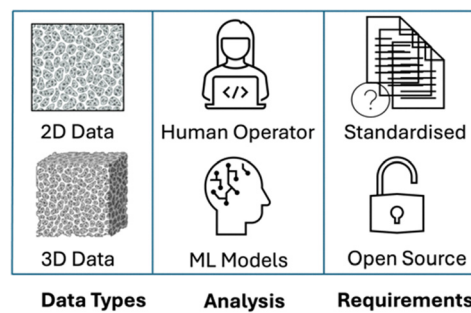 </>
?
2D Data
Human Operator
Standardised
3D Data
ML Models
Open Source
Data Types
Analysis
Requirements